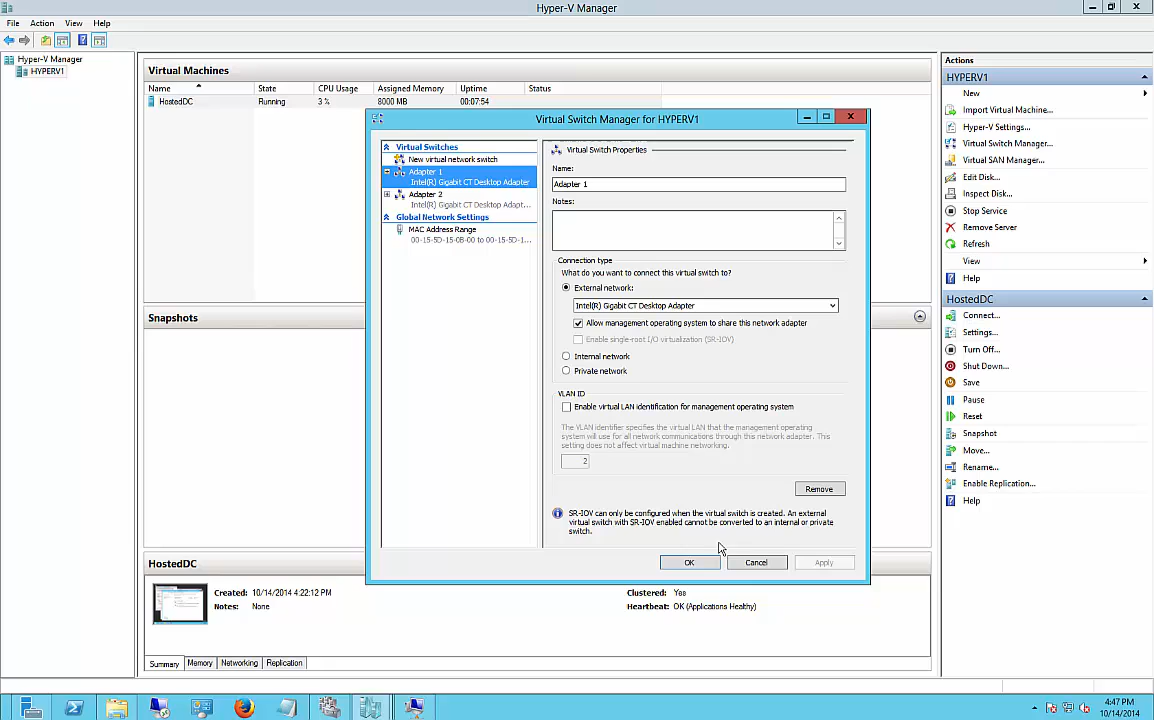 Hyper-V Manager
File Action View Help
Hyper-V Manager
HYPERV1
Virtual Machines
Name State CPU Usage Assigned Memory Uptime Status
HostedDC Running 3 % 8000 MB 00:07:54
Snapshots
Virtual Switch Manager for HYPERV1
Virtual Switches
New virtual network switch
Adapter 1
Intel(R) Gigabit CT Desktop Adapter
Adapter 2
Intel(R) Gigabit CT Desktop Adapt...
Global Network Settings
MAC Address Range
00-15-5D-15-0B-00 to 00-15-5D-1...
Virtual Switch Properties
Name:
Adapter 1
Notes:
Connection type
What do you want to connect this virtual switch to?
External network:
Intel(R) Gigabit CT Desktop Adapter
Allow management operating system to share this network adapter
Enable single-root I/O virtualization (SR-IOV)
Internal network
Private network
VLAN ID
Enable virtual LAN identification for management operating system
The VLAN identifier specifies the virtual LAN that the management operating
system will use for all network communications through this network adapter. This
setting does not affect virtual machine networking.
2
Remove
SR-IOV can only be configured when the virtual switch is created. An external
virtual switch with SR-IOV enabled cannot be converted to an internal or private
switch.
OK Cancel Apply
HostedDC
Created: 10/14/2014 4:22:12 PM
Notes: None
Clustered: Yes
Heartbeat: OK (Applications Healthy)
Summary Memory Networking Replication
Actions
HYPERV1
New
Import Virtual Machine...
Hyper-V Settings...
Virtual Switch Manager...
Virtual SAN Manager...
Edit Disk...
Inspect Disk...
Stop Service
Remove Server
Refresh
View
Help
HostedDC
Connect...
Settings...
Turn Off...
Shut Down...
Save
Pause
Reset
Snapshot
Move...
Rename...
Enable Replication...
Help
4:47 PM
10/14/2014